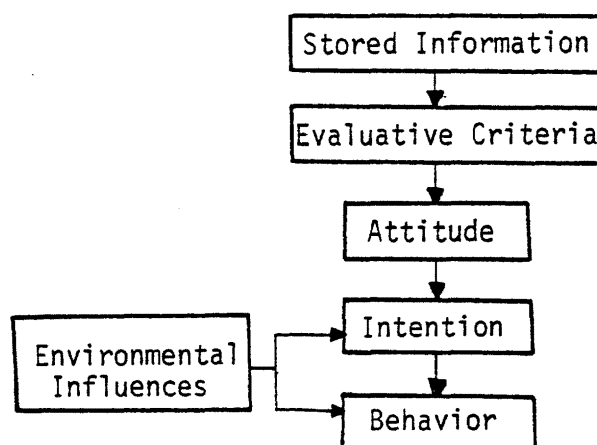 Stored Information
Evaluative Criteria
Attitude
Intention
Environmental
Influences
Behavior